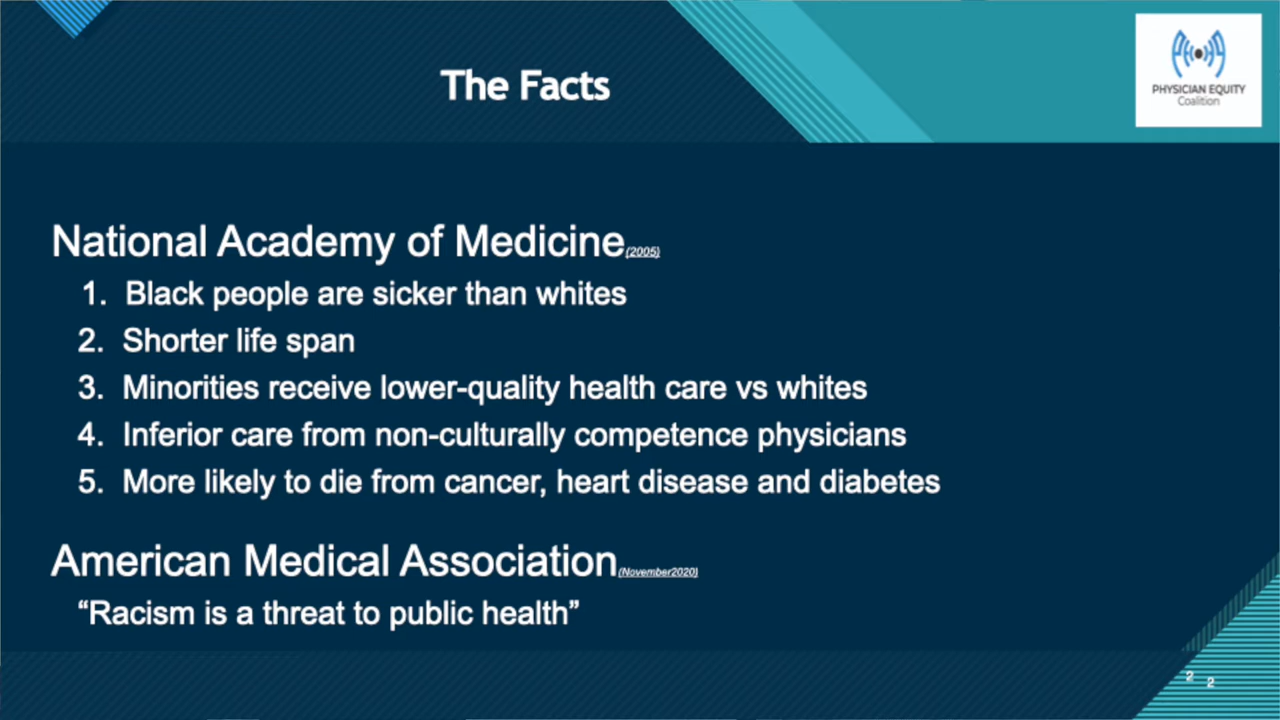 The Facts
PHYSICIAN EQUITY
Coalition
National Academy of Medicine(2005)
1. Black people are sicker than whites
2. Shorter life span
3. Minorities receive lower-quality health care vs whites
4. Inferior care from non-culturally competence physicians
5. More likely to die from cancer, heart disease and diabetes
American Medical Association(November2020)
“Racism is a threat to public health”
2
2